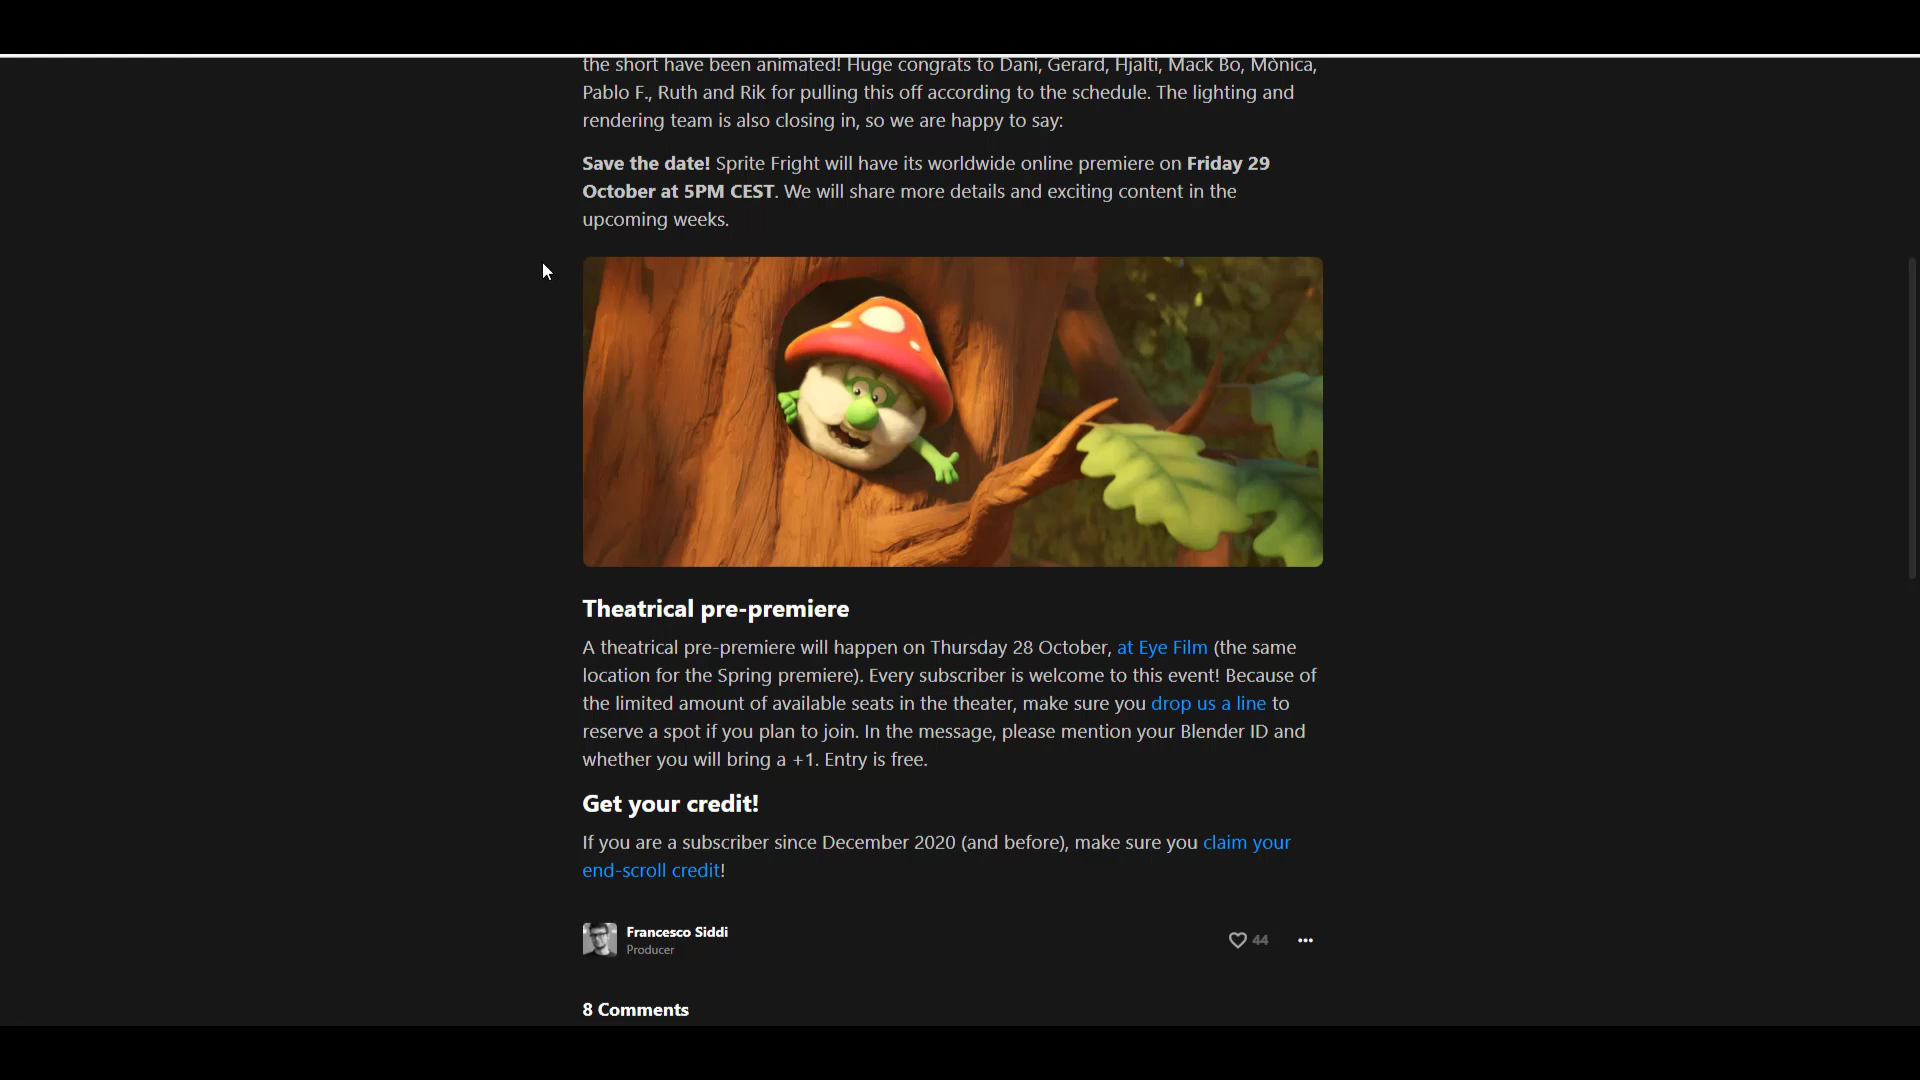 the short have been animated! Huge congrats to Dani, Gerard, Hjalti, Mack Bo, Mònica,
Pablo F., Ruth and Rik for pulling this off according to the schedule. The lighting and
rendering team is also closing in, so we are happy to say:
Save the date! Sprite Fright will have its worldwide online premiere on Friday 29
October at 5PM CEST. We will share more details and exciting content in the
upcoming weeks.
Theatrical pre-premiere
A theatrical pre-premiere will happen on Thursday 28 October, at Eye Film (the same
location for the Spring premiere). Every subscriber is welcome to this event! Because of
the limited amount of available seats in the theater, make sure you drop us a line to
reserve a spot if you plan to join. In the message, please mention your Blender ID and
whether you will bring a +1. Entry is free.
Get your credit!
If you are a subscriber since December 2020 (and before), make sure you claim your
end-scroll credit!
Francesco Siddi
Producer
44
8 Comments